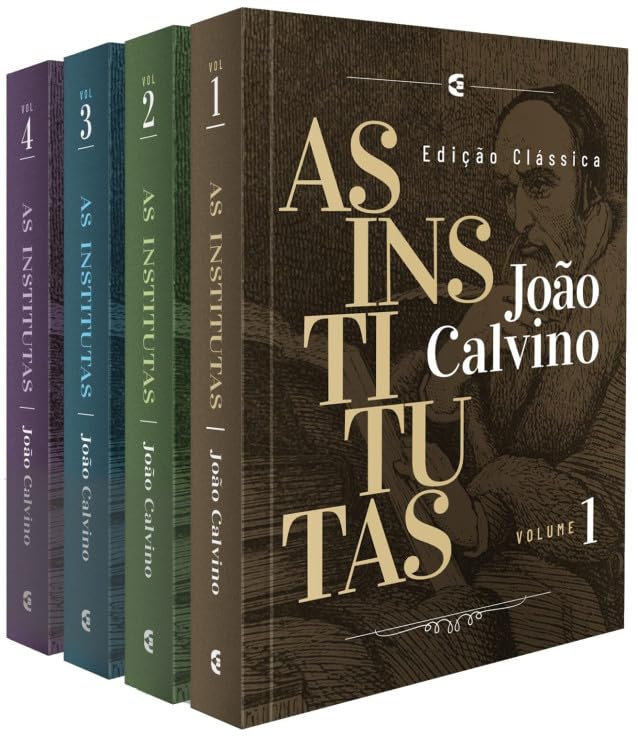 VOL 4
AS INSTITUTAS | João Calvino
VOL 3
AS INSTITUTAS | João Calvino
VOL 2
AS INSTITUTAS | João Calvino
VOL 1
AS INSTITUTAS | João Calvino
Edição Clássica
AS
INS
TI
TU
TAS
João
Calvino
VOLUME 1